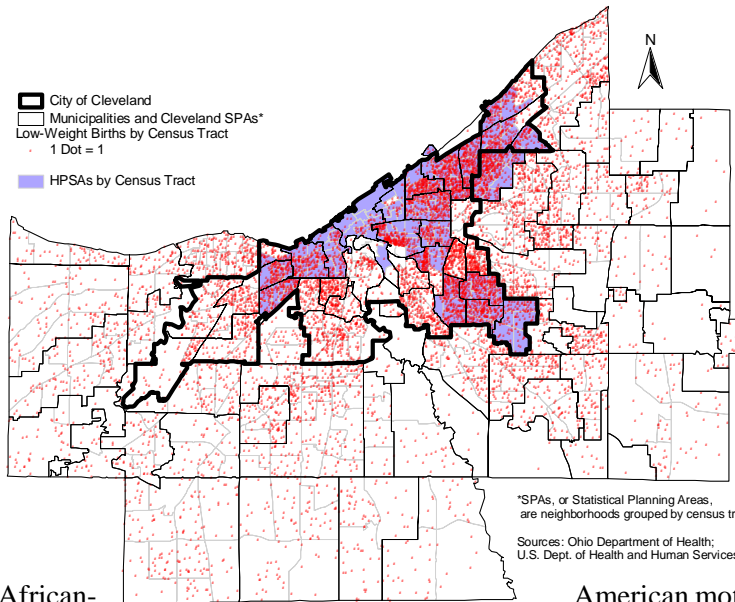 N
City of Cleveland
Municipalities and Cleveland SPAs*
Low-Weight Births by Census Tract
1 Dot = 1
HPSAs by Census Tract
*SPAs, or Statistical Planning Areas,
are neighborhoods grouped by census
Sources: Ohio Department of Health;
U.S. Dept. of Health and Human Services
African-
American